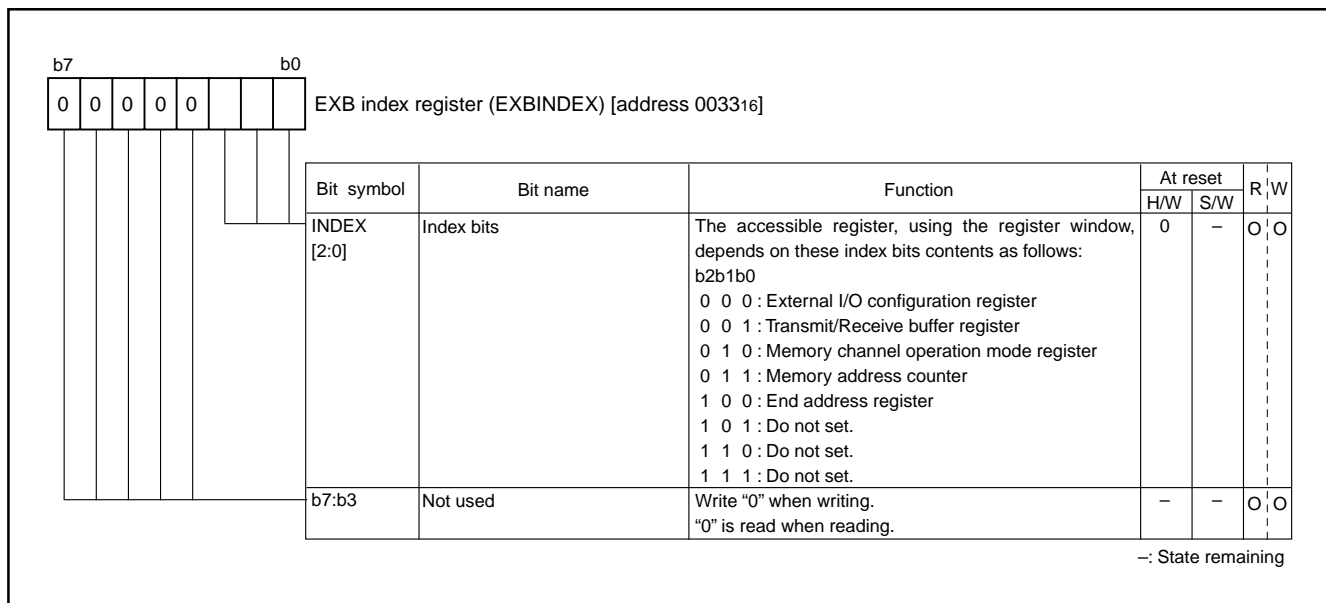 b7 b0
0 0 0 0 0 EXB index register (EXBINDEX) [address 003316]
Bit symbol Bit name Function At reset R W
H/W S/W
INDEX Index bits The accessible register, using the register window, 0 – O O
[2:0] depends on these index bits contents as follows:
b2b1b0
0 0 0 : External I/O configuration register
0 0 1 : Transmit/Receive buffer register
0 1 0 : Memory channel operation mode register
0 1 1 : Memory address counter
1 0 0 : End address register
1 0 1 : Do not set.
1 1 0 : Do not set.
1 1 1 : Do not set.
b7:b3 Not used Write “0” when writing. – – O O
“0” is read when reading.
–: State remaining